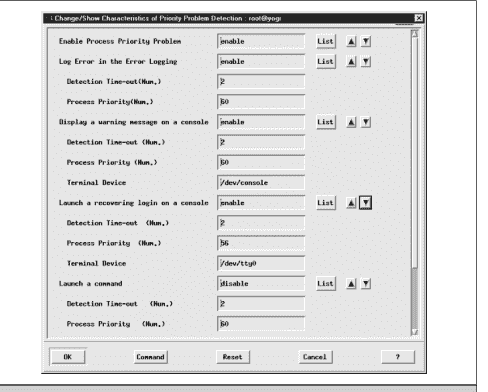 Change/Show Characteristics of Priority Problem Detection : root@yogi
Enable Process Priority Problem enable List
Log Error in the Error Logging enable List
Detection Time-out(Num.) 2
Process Priority(Num.) 60
Display a warning message on a console enable List
Detection Time-out (Num.) 2
Process Priority (Num.) 60
Terminal Device /dev/console
Launch a recovering login on a console enable List
Detection Time-out (Num.) 2
Process Priority (Num.) 56
Terminal Device /dev/tty0
Launch a command disable List
Detection Time-out (Num.) 2
Process Priority (Num.) 60
OK Command Reset Cancel ?